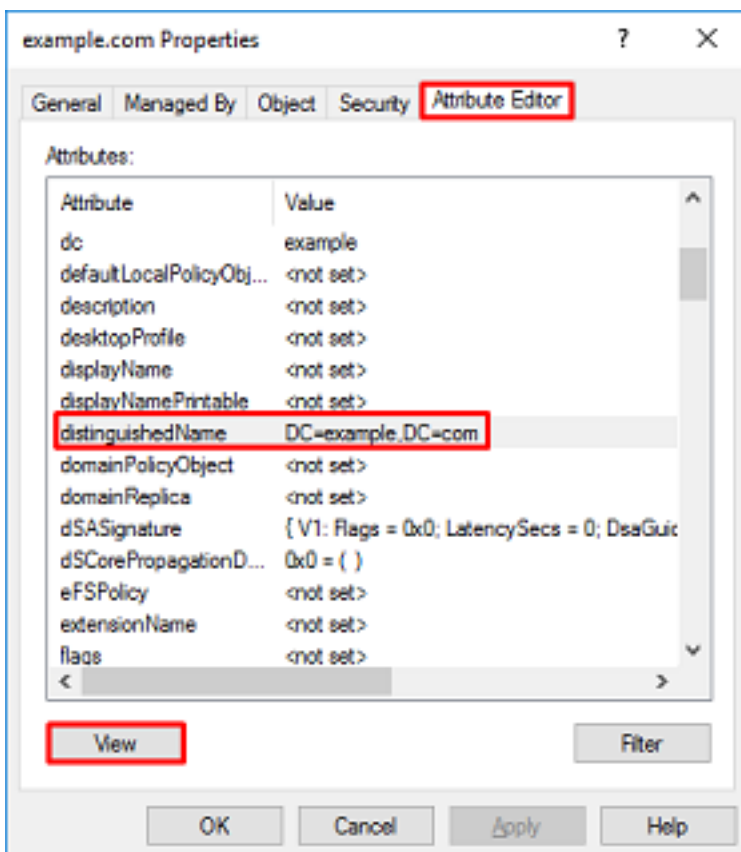 example.com Properties ? ×
General Managed By Object Security Attribute Editor
Attributes:
Attribute Value
dc example
defaultLocalPolicyObj... <not set>
description <not set>
desktopProfile <not set>
displayName <not set>
displayNamePrintable <not set>
distinguishedName DC=example,DC=com
domainPolicyObject <not set>
domainReplica <not set>
dSASignature { V1: Flags = 0x0; LatencySecs = 0; DsaGuid
dSCorePropagationD... 0x0 = ( )
eFSPolicy <not set>
extensionName <not set>
flags <not set>
View Filter
OK Cancel Apply Help